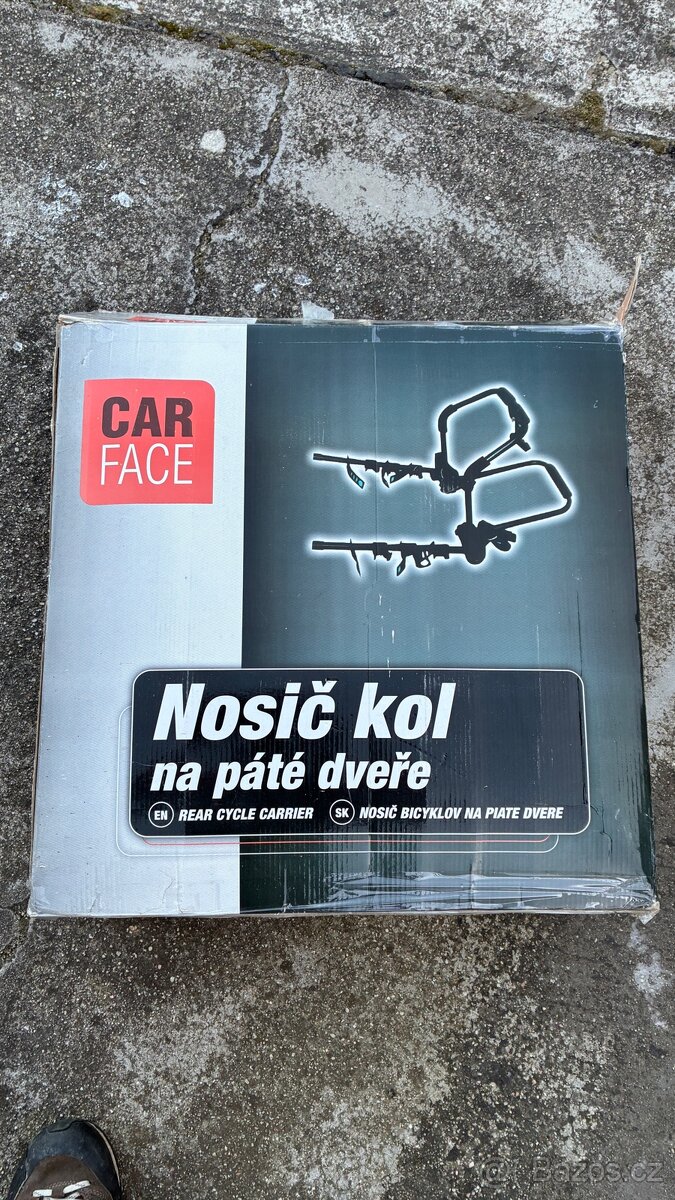 CAR
FACE
Nosič kol
na páté dveře
EN REAR CYCLE CARRIER SK NOSIČ BICYKLOV NA PIATE DVERE
© Bazos.cz